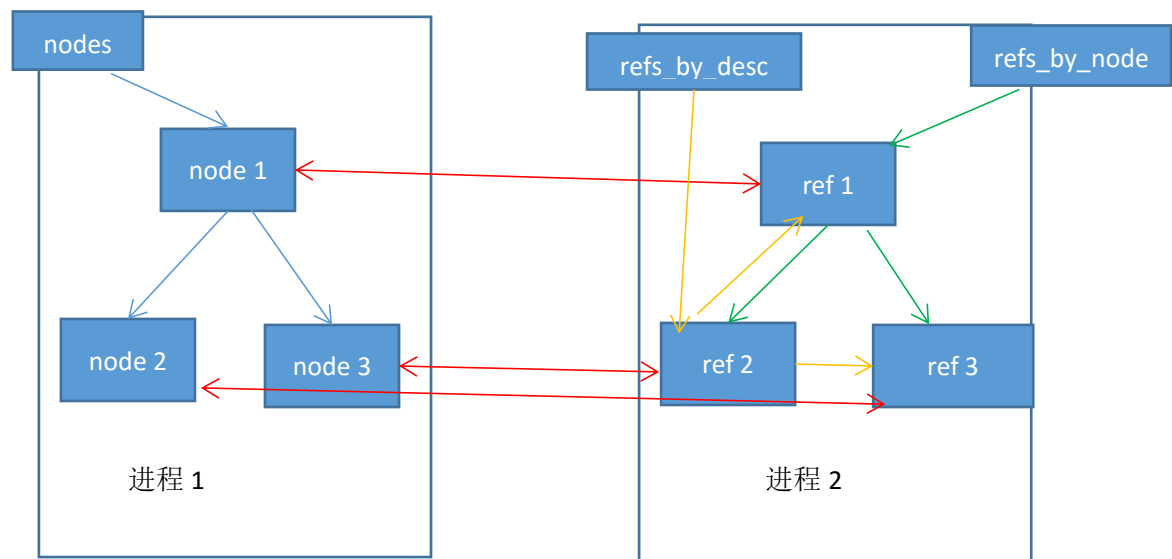 nodes
refs_by_desc
refs_by_node
node 1
ref 1
node 2
node 3
ref 2
ref 3
进程 1
进程 2